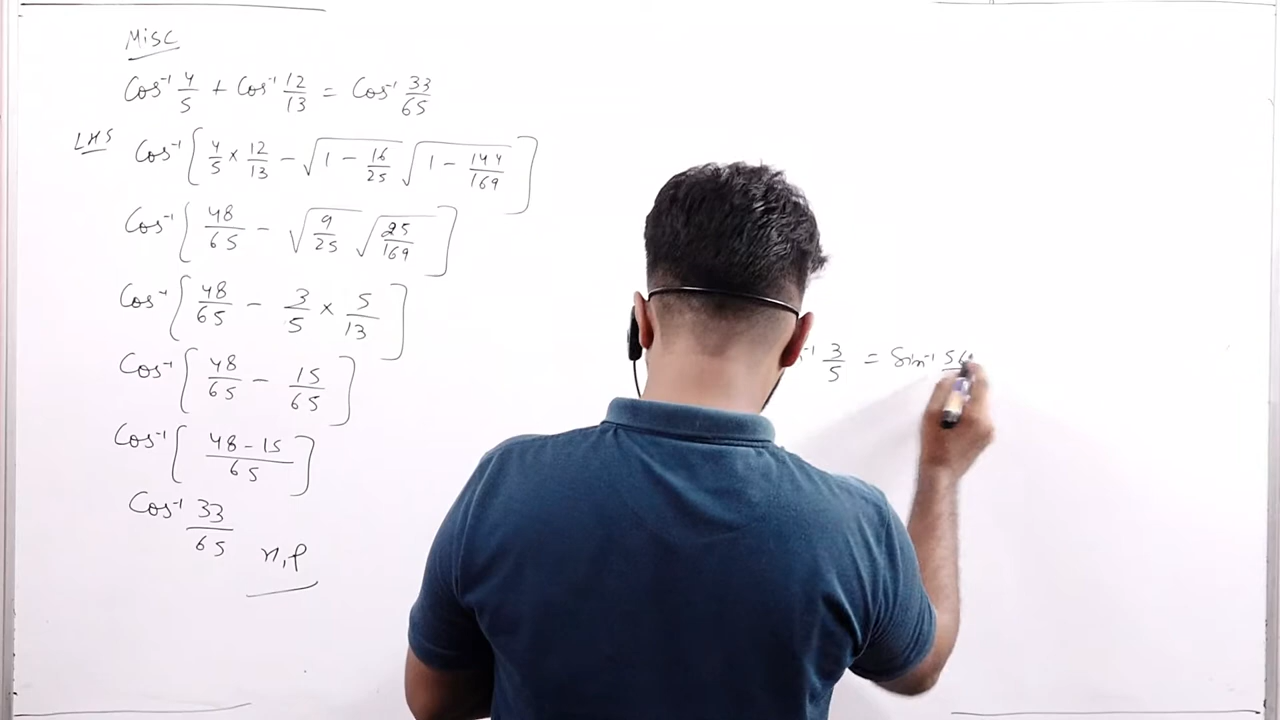 Misc
Cos⁻¹ 4/5 + Cos⁻¹ 12/13 = Cos⁻¹ 33/65
LHS Cos⁻¹ [ 4/5 × 12/13 − √(1 − 16/25) √(1 − 144/169) ]
Cos⁻¹ [ 48/65 − √(9/25) √(25/169) ]
Cos⁻¹ [ 48/65 − 3/5 × 5/13 ]
Cos⁻¹ [ 48/65 − 15/65 ]
Cos⁻¹ [ (48 − 15)/65 ]
Cos⁻¹ 33/65
⁻¹ 3/5 = Sin⁻¹